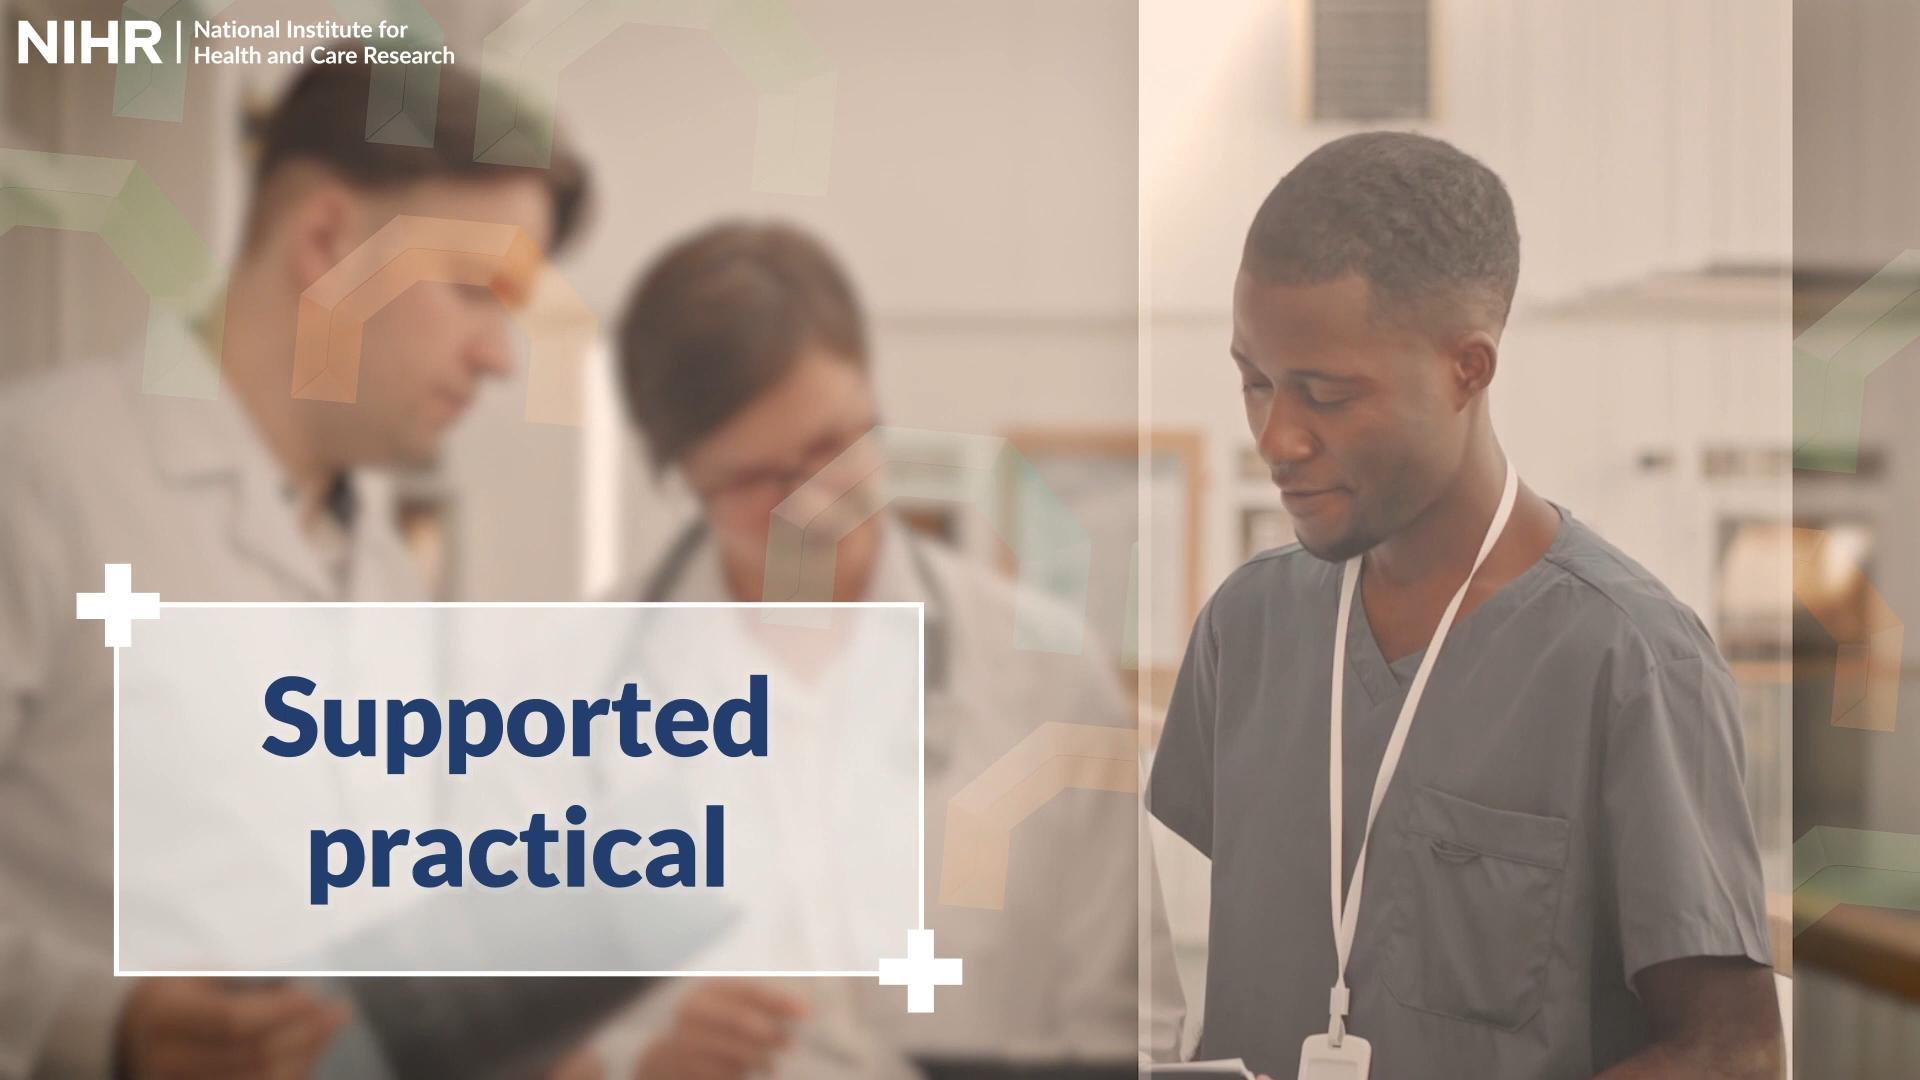 NIHR | National Institute for
Health and Care Research
Supported
practical